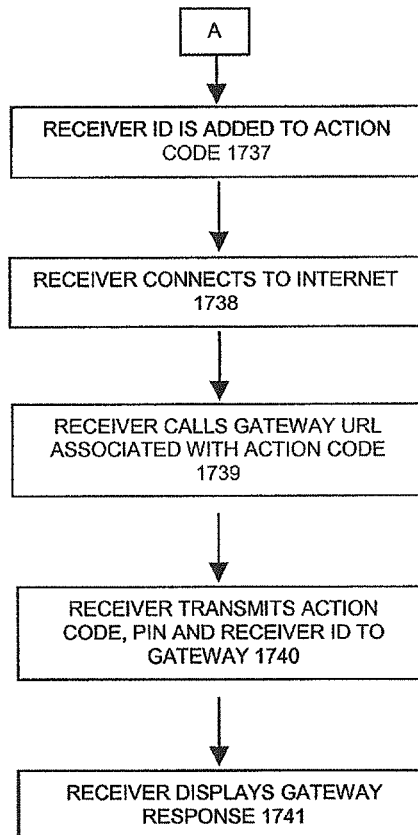 A
RECEIVER ID IS ADDED TO ACTION
CODE 1737
RECEIVER CONNECTS TO INTERNET
1738
RECEIVER CALLS GATEWAY URL
ASSOCIATED WITH ACTION CODE
1739
RECEIVER TRANSMITS ACTION
CODE, PIN AND RECEIVER ID TO
GATEWAY 1740
RECEIVER DISPLAYS GATEWAY
RESPONSE 1741